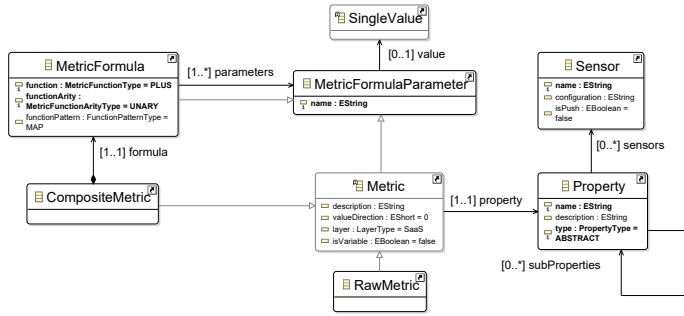 SingleValue
[0..1] value
MetricFormula
function : MetricFunctionType = PLUS
functionArity :
MetricFunctionArityType = UNARY
functionPattern : FunctionPatternType =
MAP
[1..*] parameters
MetricFormulaParameter
name : EString
Sensor
name : EString
configuration : EString
isPush : EBoolean =
false
[1..1] formula
[0..*] sensors
CompositeMetric
Metric
description : EString
valueDirection : EShort = 0
layer : LayerType = SaaS
isVariable : EBoolean = false
[1..1] property
Property
name : EString
description : EString
type : PropertyType =
ABSTRACT
[0..*] subProperties
RawMetric